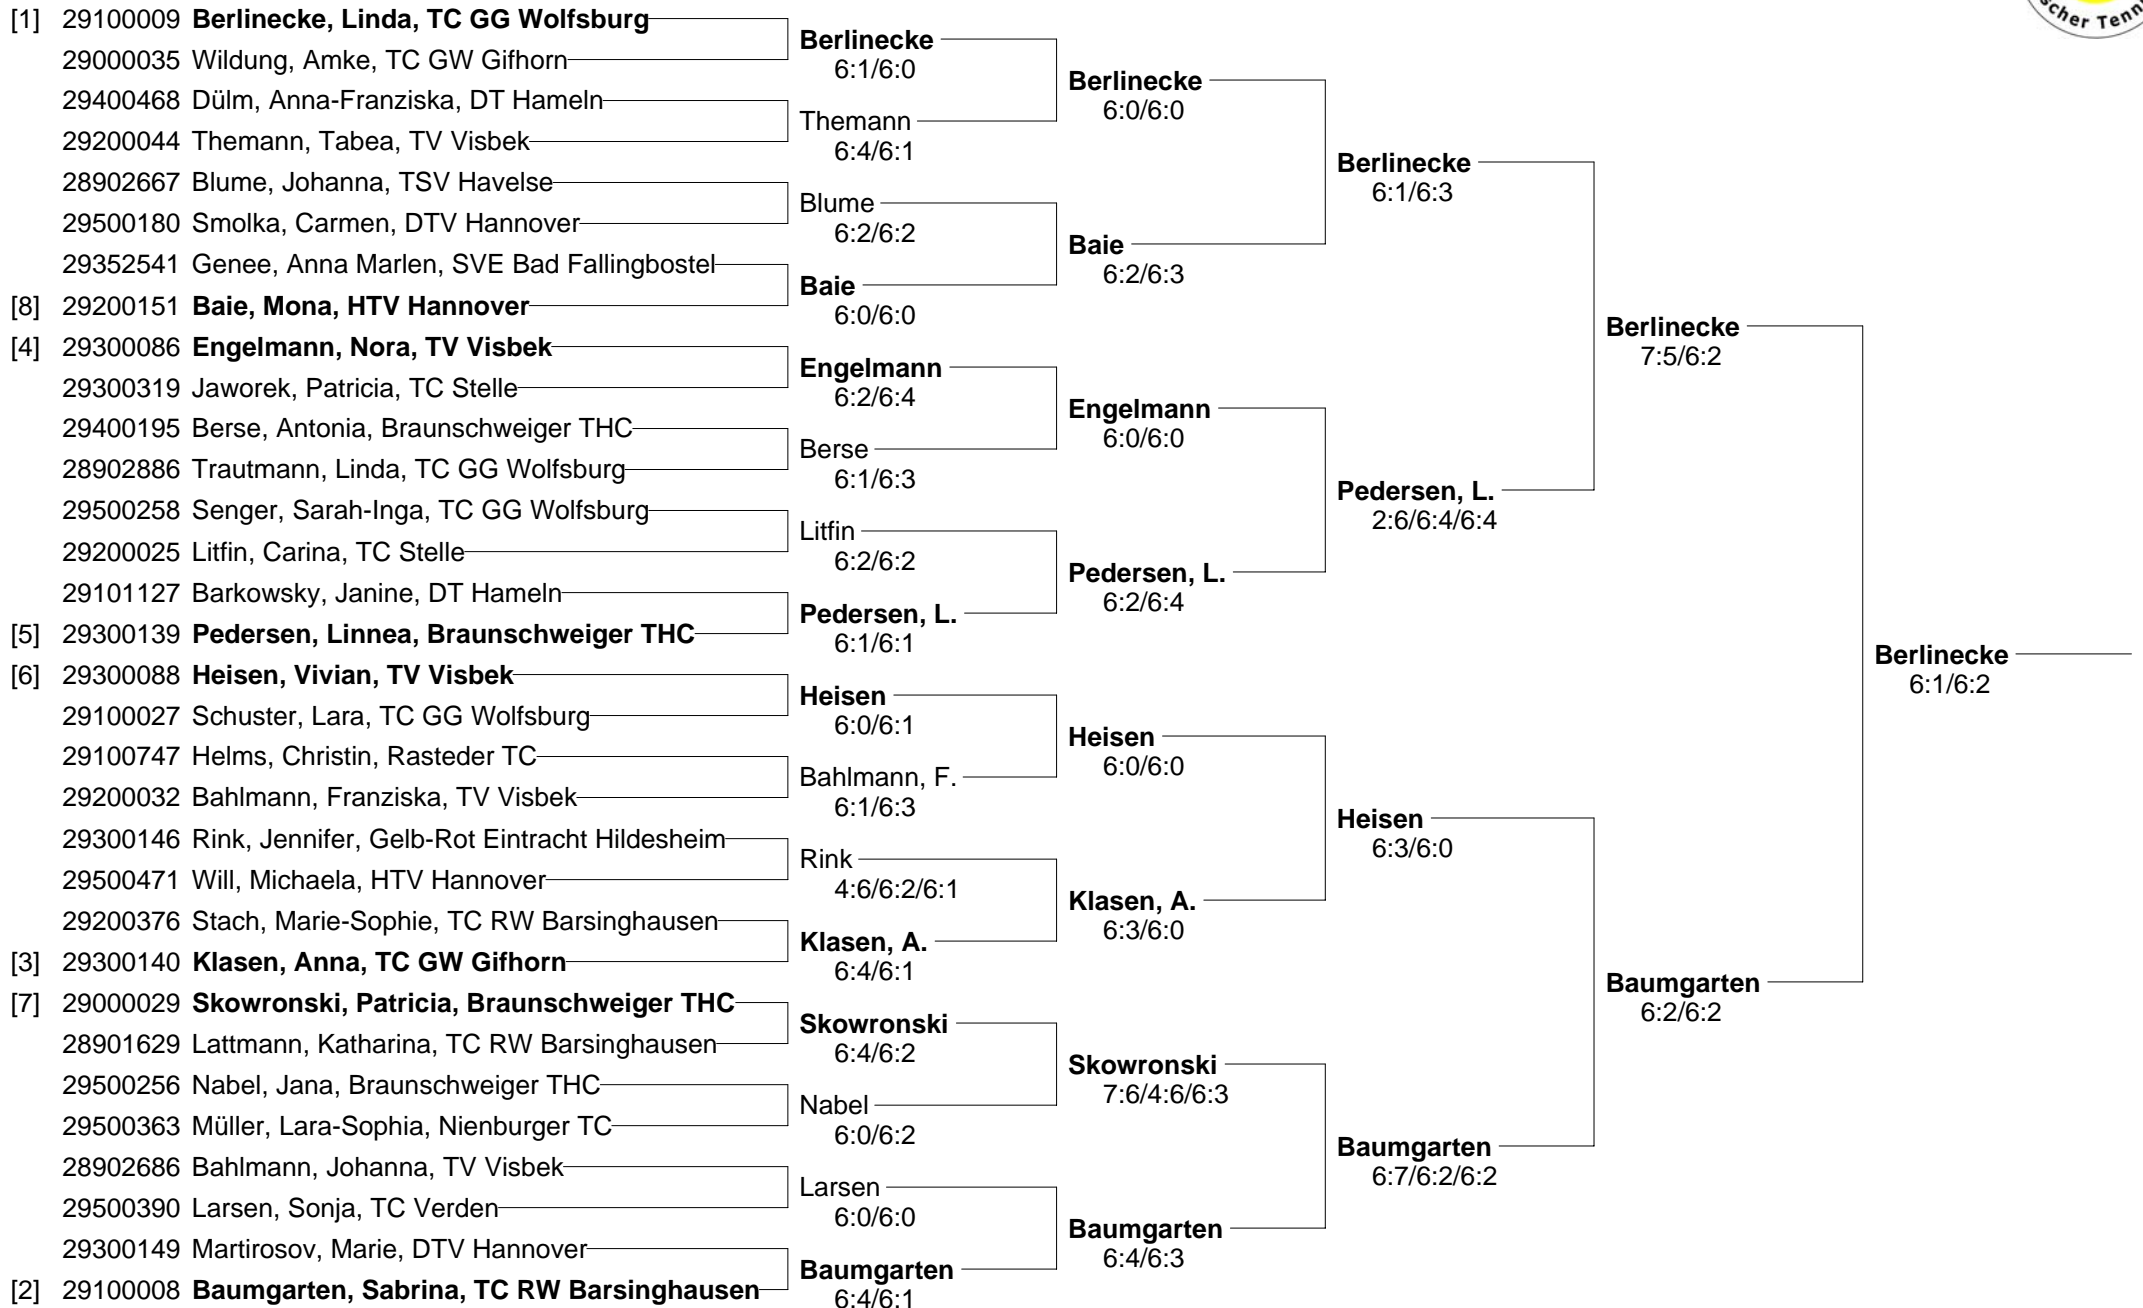 [1] 29100009 Berlinecke, Linda, TC GG Wolfsburg
29000035 Wildung, Amke, TC GW Gifhorn
29400468 Dülm, Anna-Franziska, DT Hameln
29200044 Themann, Tabea, TV Visbek
28902667 Blume, Johanna, TSV Havelse
29500180 Smolka, Carmen, DTV Hannover
29352541 Genee, Anna Marlen, SVE Bad Fallingbostel
[8] 29200151 Baie, Mona, HTV Hannover
[4] 29300086 Engelmann, Nora, TV Visbek
29300319 Jaworek, Patricia, TC Stelle
29400195 Berse, Antonia, Braunschweiger THC
28902886 Trautmann, Linda, TC GG Wolfsburg
29500258 Senger, Sarah-Inga, TC GG Wolfsburg
29200025 Litfin, Carina, TC Stelle
29101127 Barkowsky, Janine, DT Hameln
[5] 29300139 Pedersen, Linnea, Braunschweiger THC
[6] 29300088 Heisen, Vivian, TV Visbek
29100027 Schuster, Lara, TC GG Wolfsburg
29100747 Helms, Christin, Rasteder TC
29200032 Bahlmann, Franziska, TV Visbek
29300146 Rink, Jennifer, Gelb-Rot Eintracht Hildesheim
29500471 Will, Michaela, HTV Hannover
29200376 Stach, Marie-Sophie, TC RW Barsinghausen
[3] 29300140 Klasen, Anna, TC GW Gifhorn
[7] 29000029 Skowronski, Patricia, Braunschweiger THC
28901629 Lattmann, Katharina, TC RW Barsinghausen
29500256 Nabel, Jana, Braunschweiger THC
29500363 Müller, Lara-Sophia, Nienburger TC
28902686 Bahlmann, Johanna, TV Visbek
29500390 Larsen, Sonja, TC Verden
29300149 Martirosov, Marie, DTV Hannover
[2] 29100008 Baumgarten, Sabrina, TC RW Barsinghausen
Berlinecke
6:1/6:0
Themann
6:4/6:1
Blume
6:2/6:2
Baie
6:0/6:0
Engelmann
6:2/6:4
Berse
6:1/6:3
Litfin
6:2/6:2
Pedersen, L.
6:1/6:1
Heisen
6:0/6:1
Bahlmann, F.
6:1/6:3
Rink
4:6/6:2/6:1
Klasen, A.
6:4/6:1
Skowronski
6:4/6:2
Nabel
6:0/6:2
Larsen
6:0/6:0
Baumgarten
6:4/6:1
Berlinecke
6:0/6:0
Baie
6:2/6:3
Engelmann
6:0/6:0
Pedersen, L.
6:2/6:4
Heisen
6:0/6:0
Klasen, A.
6:3/6:0
Skowronski
7:6/4:6/6:3
Baumgarten
6:4/6:3
Berlinecke
6:1/6:3
Pedersen, L.
2:6/6:4/6:4
Heisen
6:3/6:0
Baumgarten
6:7/6:2/6:2
Berlinecke
7:5/6:2
Baumgarten
6:2/6:2
Berlinecke
6:1/6:2